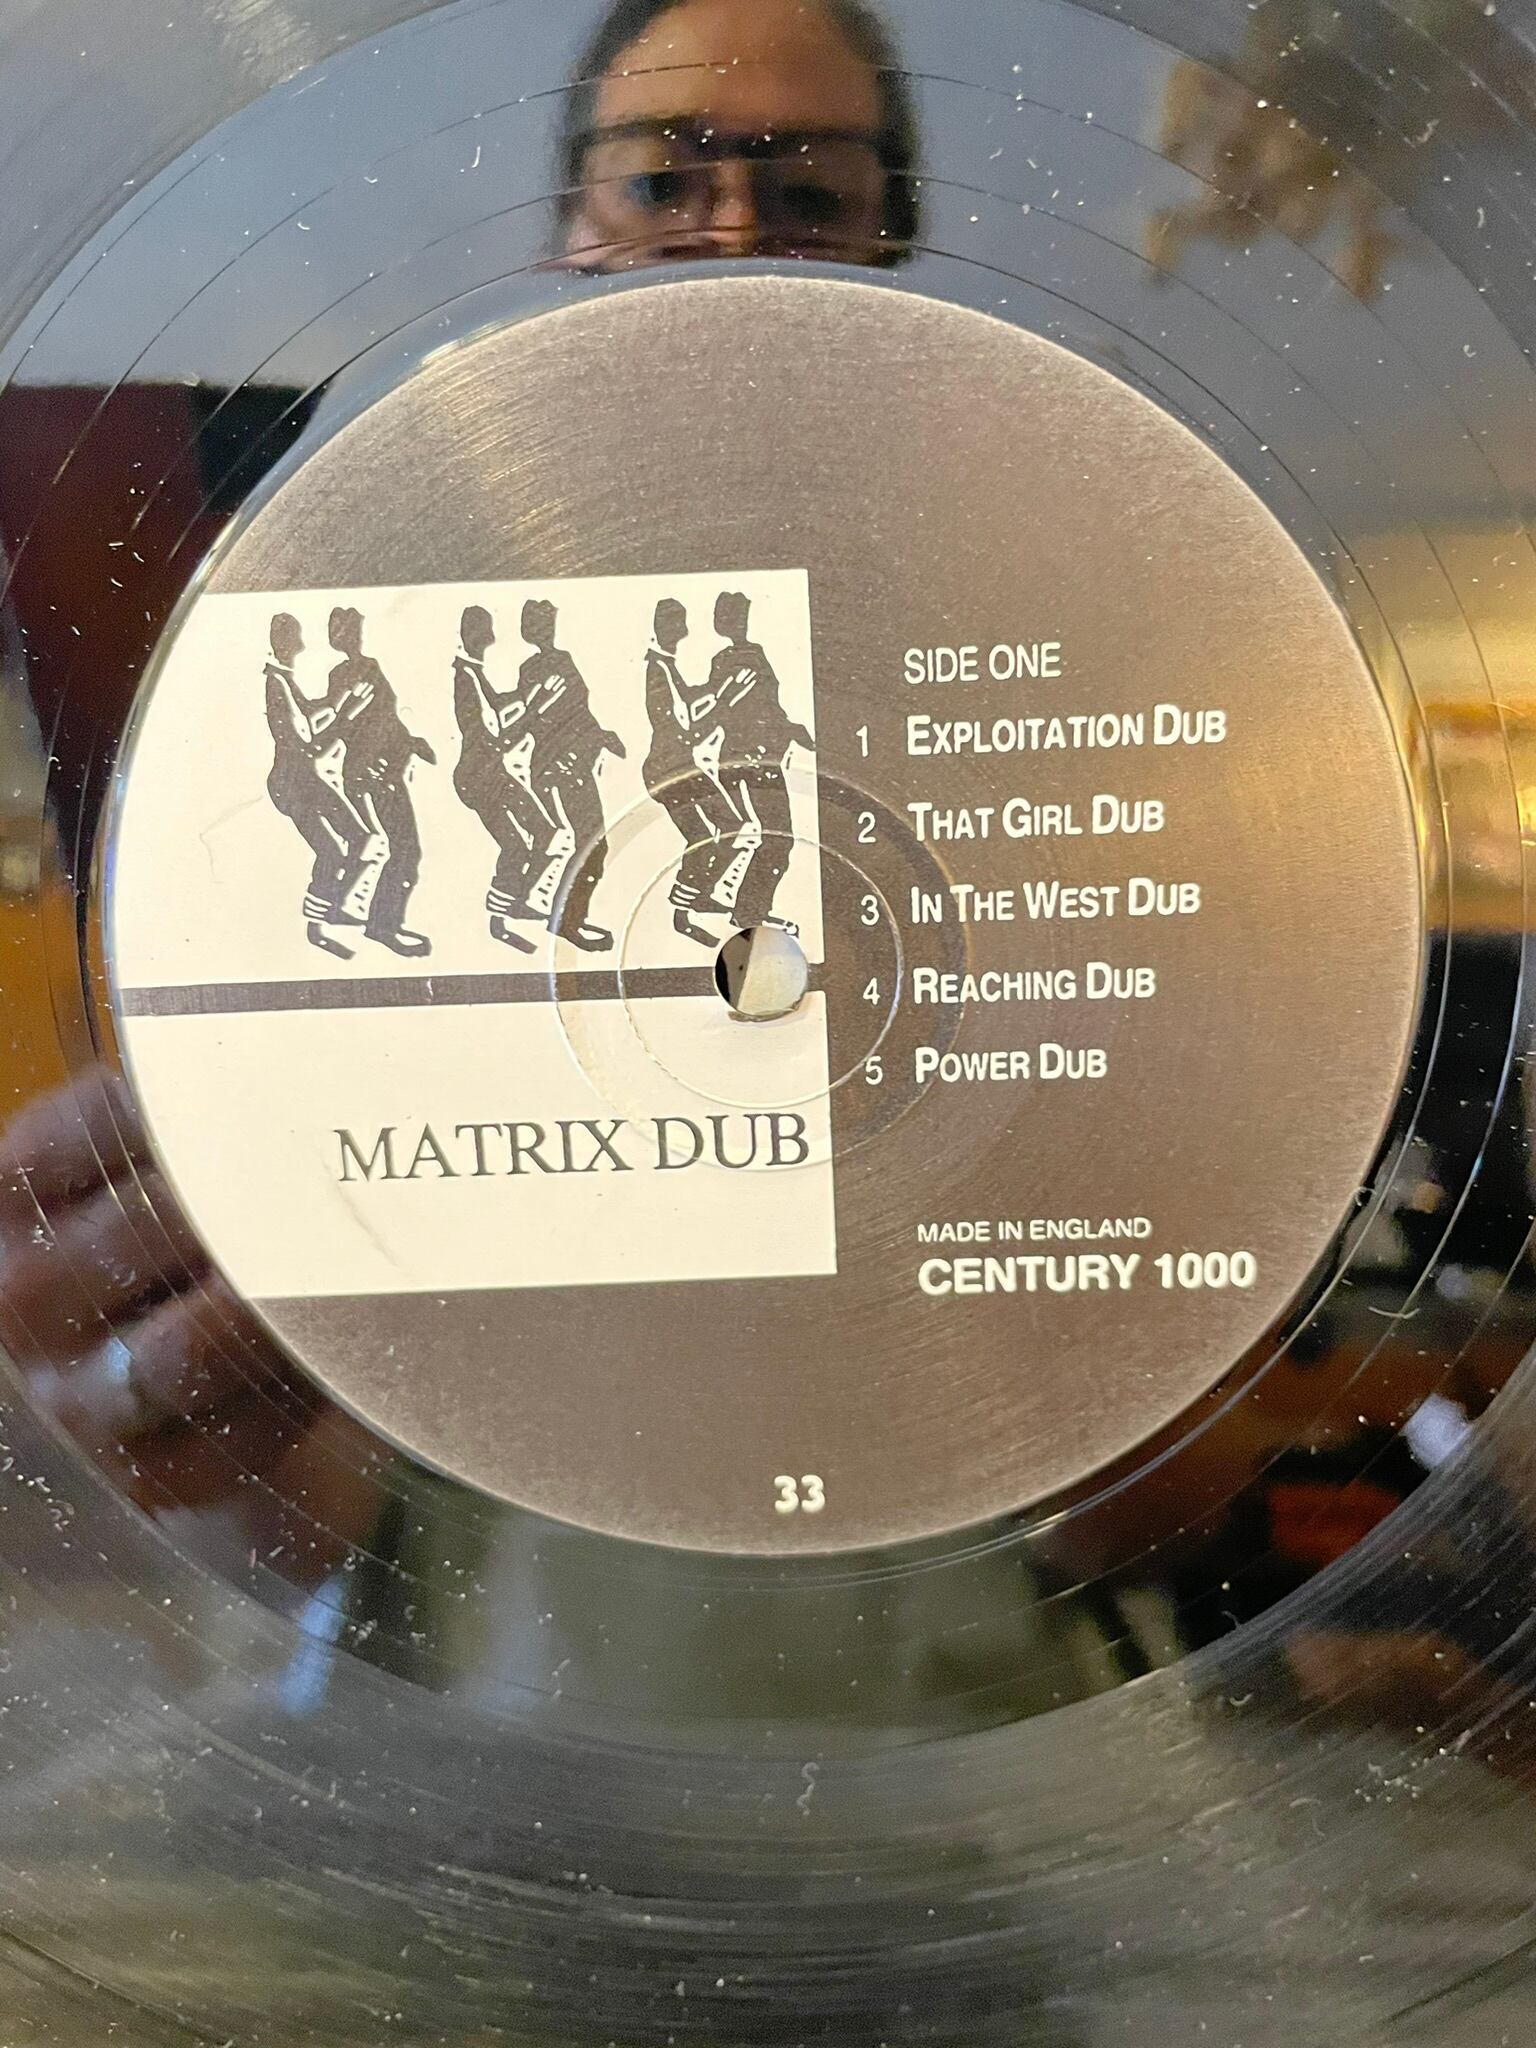 SIDE ONE
1 EXPLOITATION DUB
2 THAT GIRL DUB
3 IN THE WEST DUB
4 REACHING DUB
5 POWER DUB
MATRIX DUB
MADE IN ENGLAND
CENTURY 1000
33